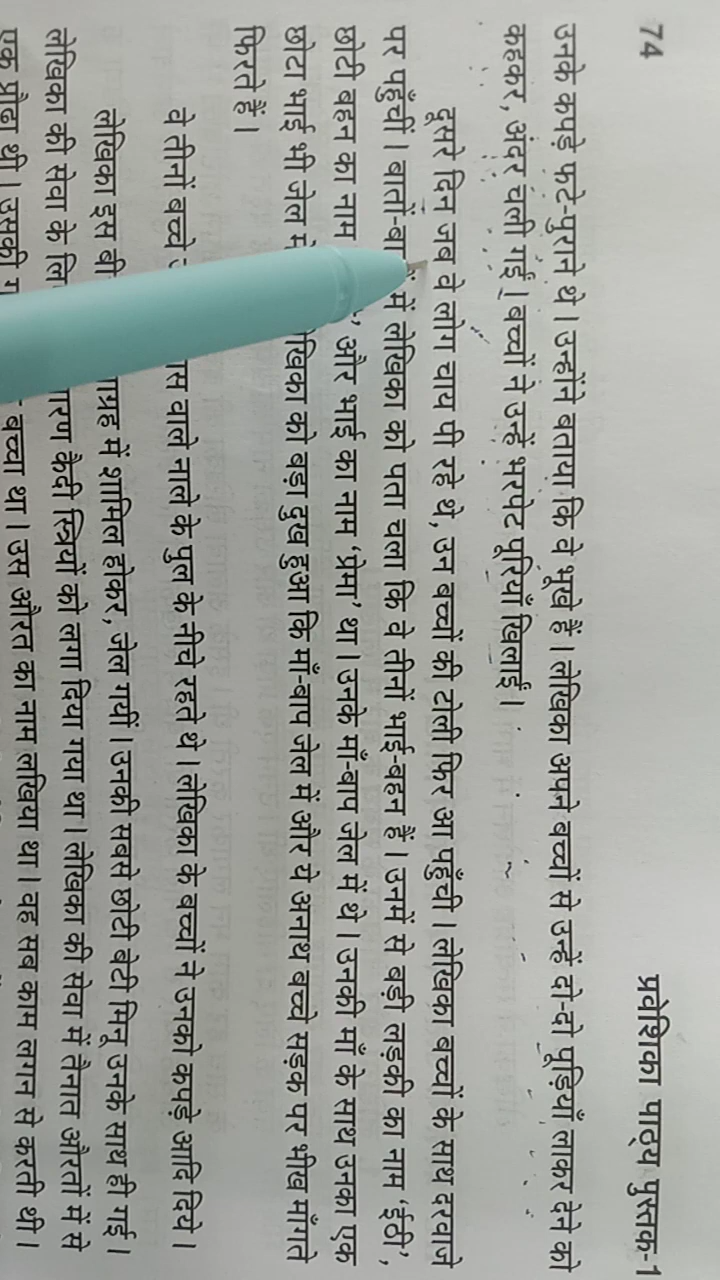 74
प्रवेशिका पाठ्य पुस्तक-1
उनके कपड़े फटे-पुराने थे। उन्होंने बताया कि वे भूखे हैं। लेखिका अपने बच्चों से उन्हें दो-दो पूड़ियाँ लाकर देने को
कहकर, अंदर चली गईं। बच्चों ने उन्हें भरपेट पूरियाँ खिलाईं।
दूसरे दिन जब वे लोग चाय पी रहे थे, उन बच्चों की टोली फिर आ पहुँची। लेखिका बच्चों के साथ दरवाजे
पर पहुँचीं। बातों- में लेखिका को पता चला कि वे तीनों भाई-बहन हैं। उनमें से बड़ी लड़की का नाम ‘ईठी’,
छोटी बहन का नाम और भाई का नाम ‘प्रेमा’ था। उनके माँ-बाप जेल में थे। उनकी माँ के साथ उनका एक
छोटा भाई भी जेल को बड़ा दुख हुआ कि माँ-बाप जेल में और ये अनाथ बच्चे सड़क पर भीख माँगते
फिरते हैं।
वे तीनों बच्चे वाले नाले के पुल के नीचे रहते थे। लेखिका के बच्चों ने उनको कपड़े आदि दिये।
लेखिका इस में शामिल होकर, जेल गयीं। उनकी सबसे छोटी बेटी मिनू उनके साथ ही गई।
लेखिका की सेवा के कैदी स्त्रियों को लगा दिया गया था। लेखिका की सेवा में तैनात औरतों में से
एक प्रौढ़ा थी। उसकी बच्चा था। उस औरत का नाम लखिया था। वह सब काम लगन से करती थी।